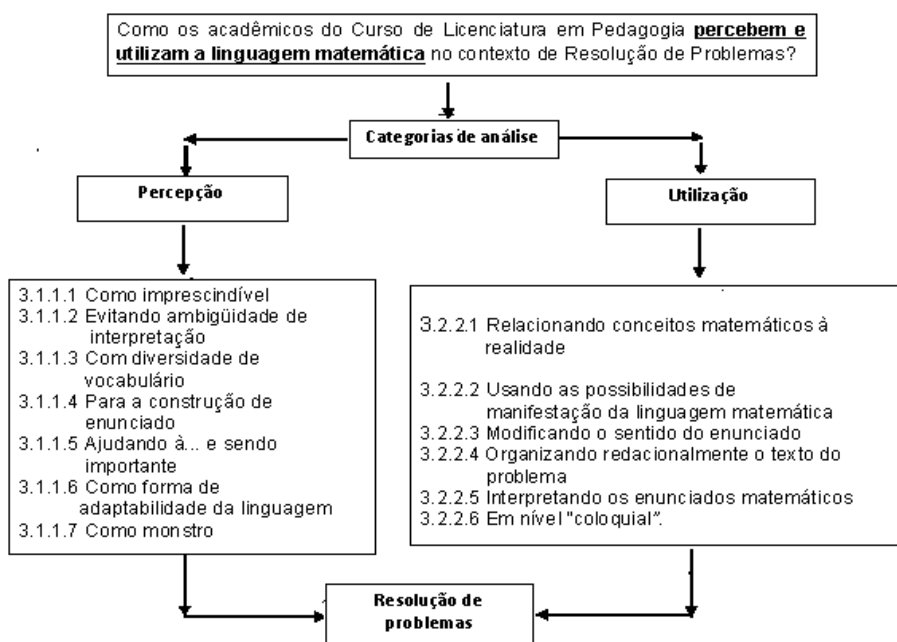 Como os acadêmicos do Curso de Licenciatura em Pedagogia percebem e
utilizam a linguagem matemática no contexto de Resolução de Problemas?
Categorias de análise
Percepção
Utilização
3.1.1.1 Como imprescindível
3.1.1.2 Evitando ambigüidade de
interpretação
3.1.1.3 Com diversidade de
vocabulário
3.1.1.4 Para a construção de
enunciado
3.1.1.5 Ajudando à... e sendo
importante
3.1.1.6 Como forma de
adaptabilidade da linguagem
3.1.1.7 Como monstro
3.2.2.1 Relacionando conceitos matemáticos à
realidade
3.2.2.2 Usando as possibilidades de
manifestação da linguagem matemática
3.2.2.3 Modificando o sentido do enunciado
3.2.2.4 Organizando redacionalmente o texto do
problema
3.2.2.5 Interpretando os enunciados matemáticos
3.2.2.6 Em nível "coloquial".
Resolução de
problemas